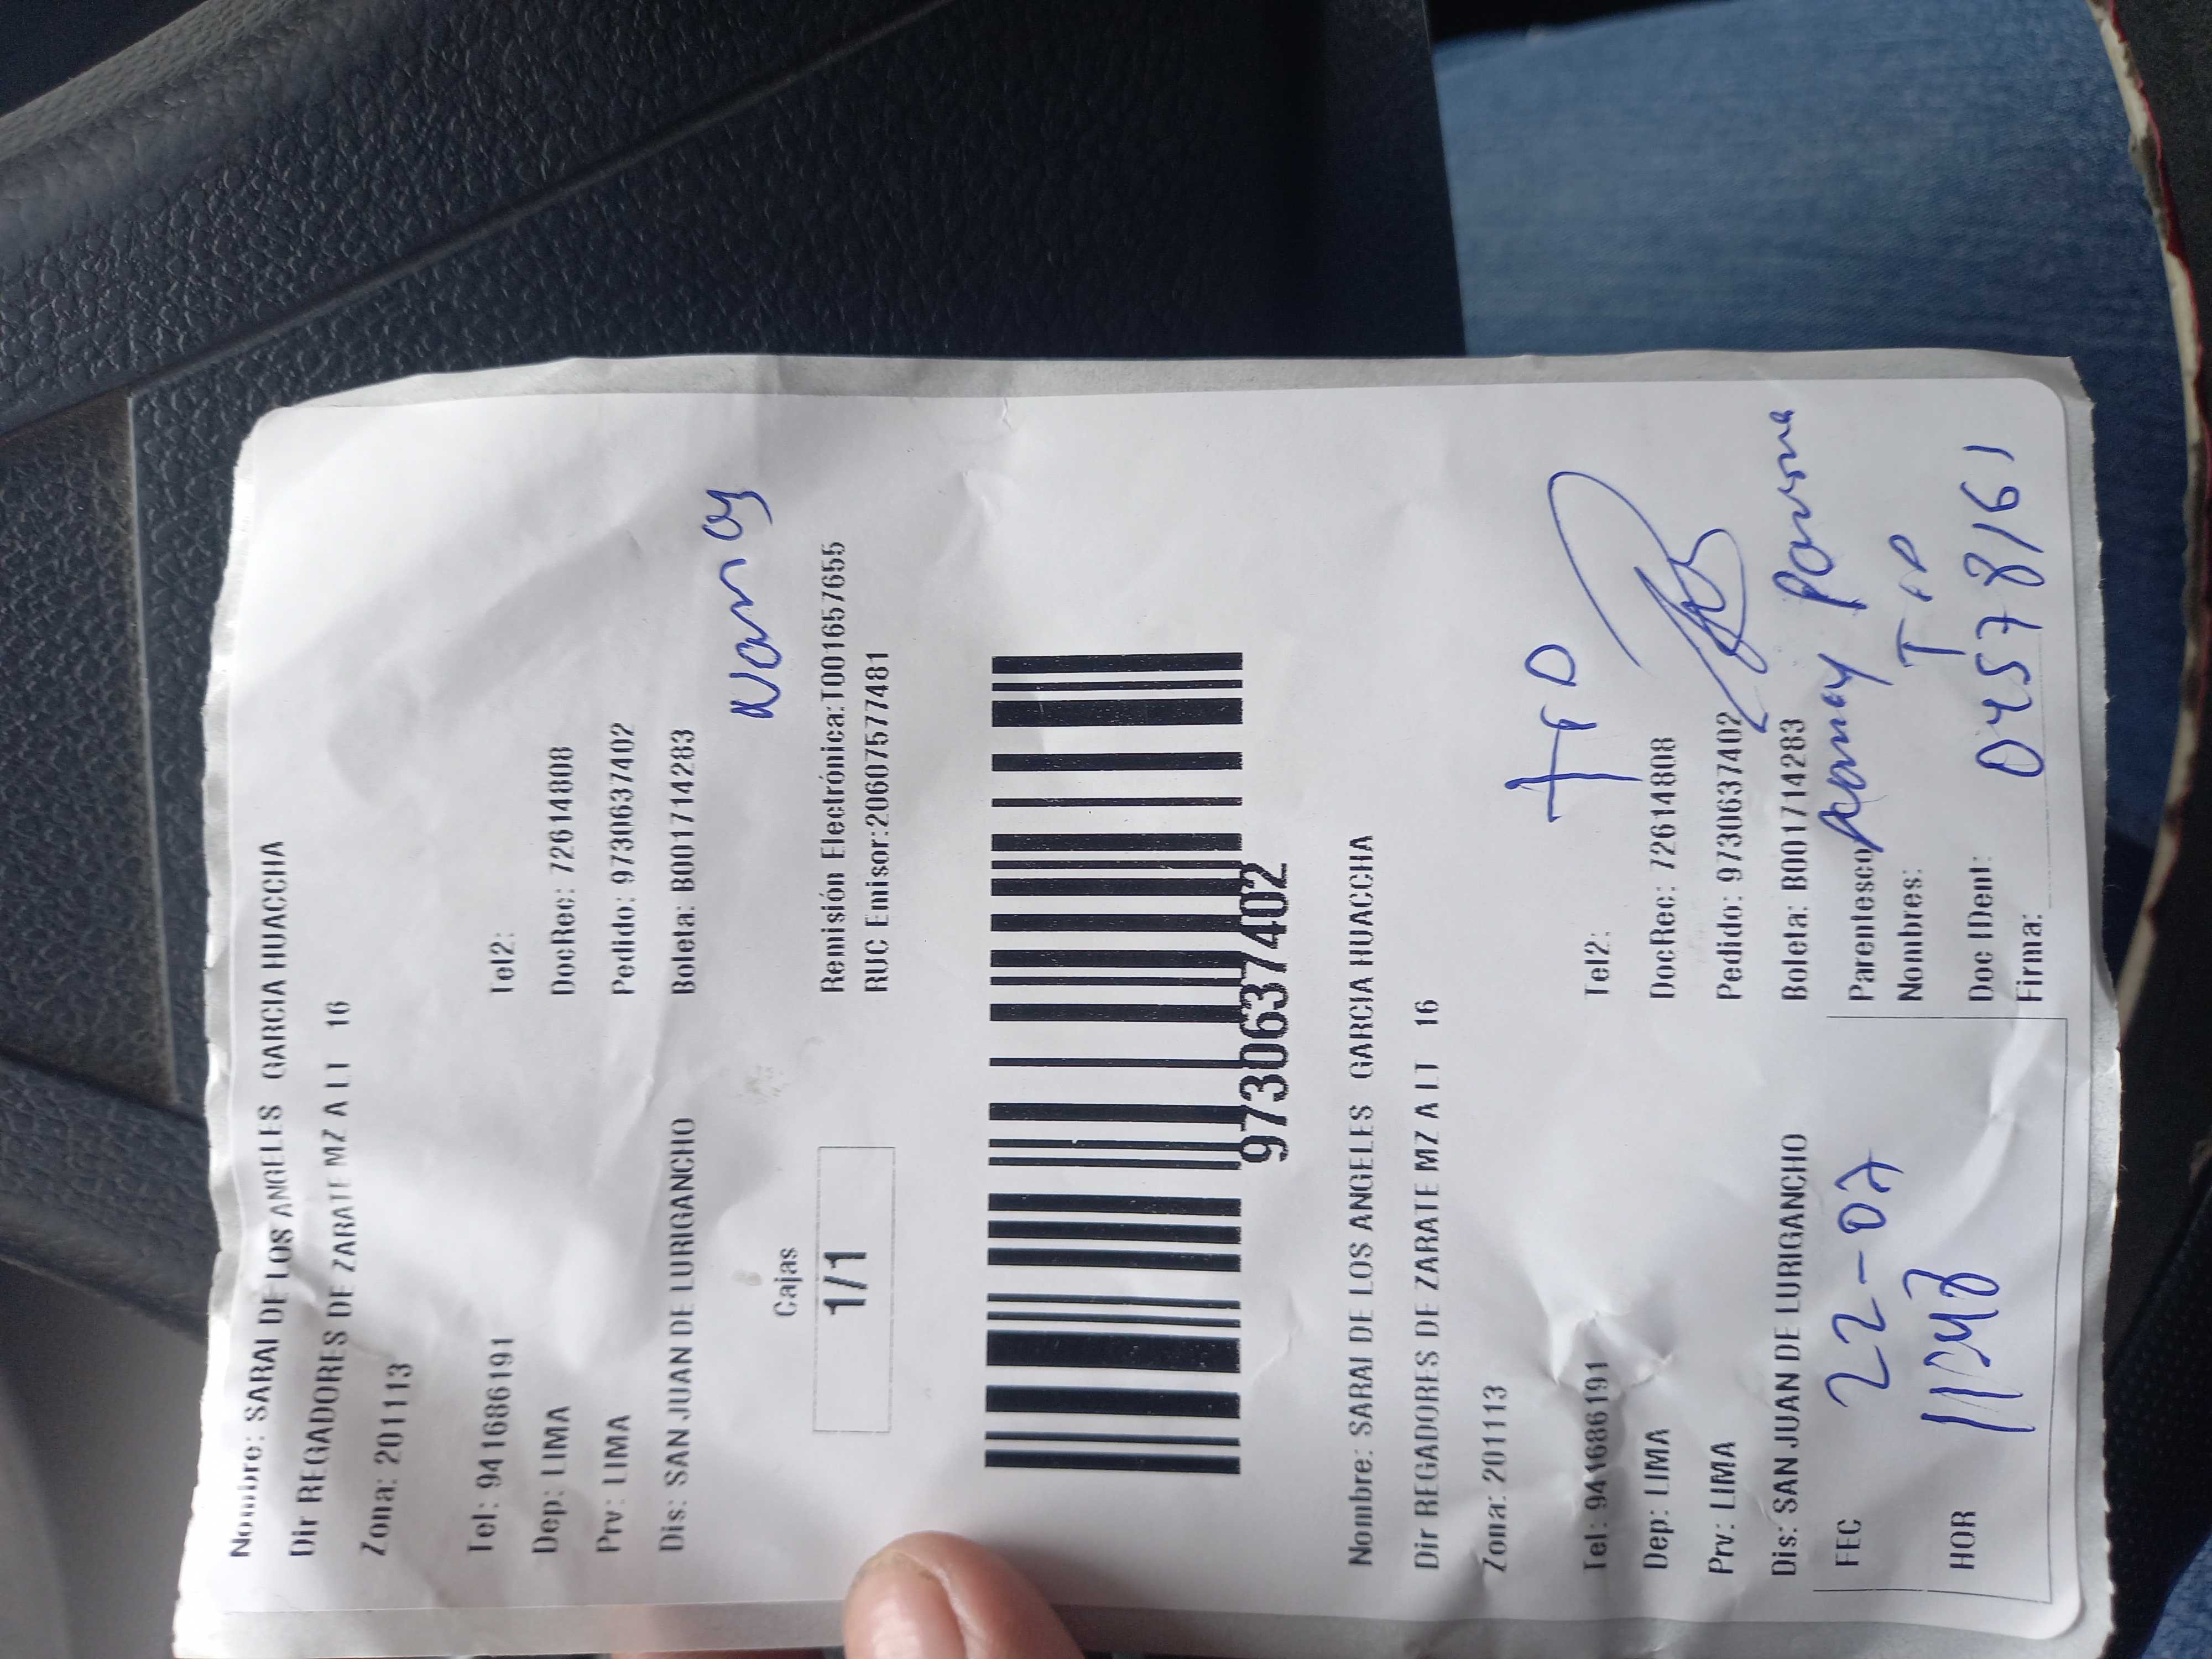 Nombre: SARAI DE LOS ANGELES GARCIA HUACCHA
Dir REGADORES DE ZARATE MZ A LT 16
Zona: 201113
Tel: 941686191 Tel2:
Dep: LIMA DocRec: 72614808
Prv: LIMA Pedido: 973063​7402
Dis: SAN JUAN DE LURIGANCHO Boleta: B001714283
Nancy
Cajas
1/1
Remisión Electrónica:T001657655
RUC Emisor:20607577481
9730637402
Nombre: SARAI DE LOS ANGELES GARCIA HUACCHA
Dir REGADORES DE ZARATE MZ A LT 16
Zona: 201113
Tel: 941686191 Tel2:
Dep: LIMA DocRec: 72614808
Prv: LIMA Pedido: 9730637402
Dis: SAN JUAN DE LURIGANCHO Boleta: B001714283
FEC 22-07 Parentesco
Nombres:
HOR Doc IDent: 04578161
Firma: